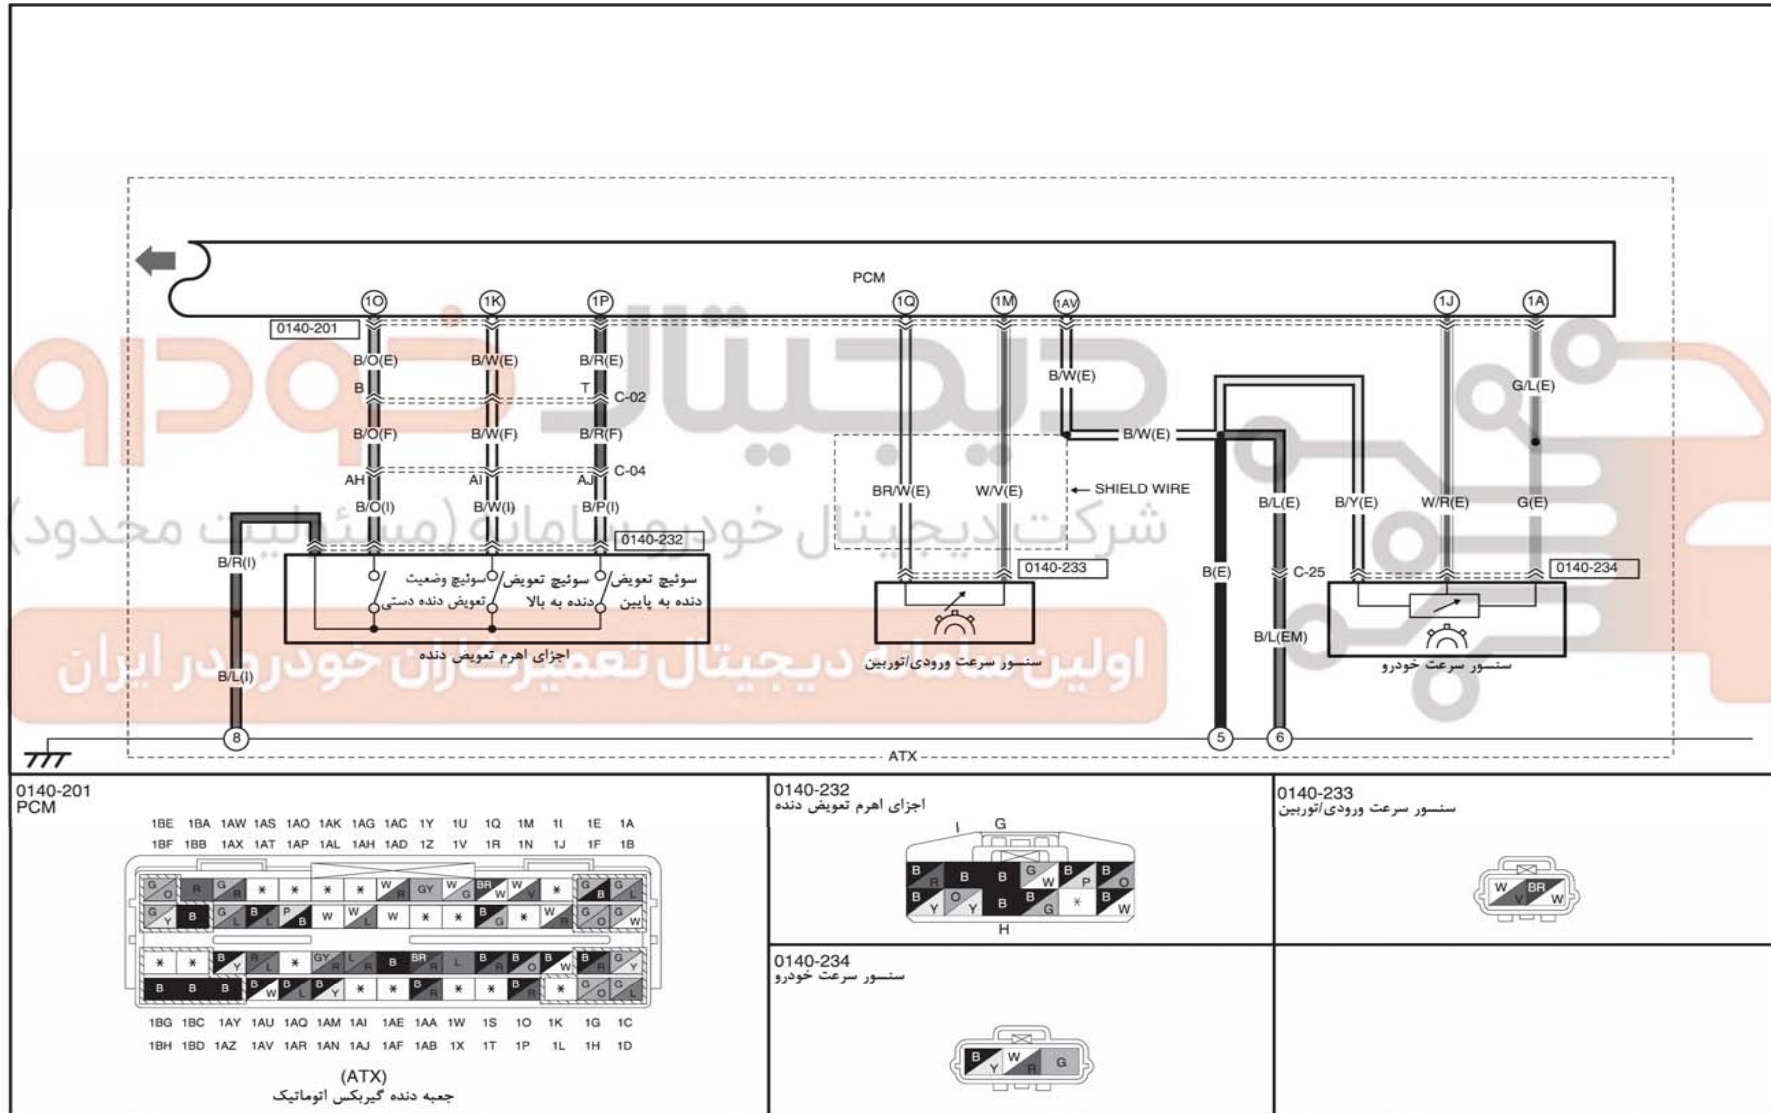 PCM
1O 1K 1P 1Q 1M 1AV 1J 1A
0140-201
B/O(E) B/W(E) B/R(E)
B/W(E)
G/L(E)
B T C-02
B/O(F) B/W(F) B/R(F)
B/W(E)
دیجیتال خودرو
AH AI AJ C-04
BR/W(E) W/V(E) SHIELD WIRE
B/O(I) B/W(I) B/P(I)
B/L(E) B/Y(E) W/R(E) G(E)
شرکت دیجیتال خودرو سامانه (مسئولیت محدود)
0140-232
B/R(I)
0140-233
B(E) C-25
0140-234
سوئیچ وضعیت
تعویض دنده دستی
سوئیچ تعویض
دنده به بالا
سوئیچ تعویض
دنده به پایین
B/L(EM)
اجزای اهرم تعویض دنده
سنسور سرعت ورودی/توربین
سنسور سرعت خودرو
اولین سامانه دیجیتال تعمیرکاران خودرو در ایران
B/L(I)
8 5 6
ATX
0140-201
PCM
1BE 1BA 1AW 1AS 1AO 1AK 1AG 1AC 1Y 1U 1Q 1M 1I 1E 1A
1BF 1BB 1AX 1AT 1AP 1AL 1AH 1AD 1Z 1V 1R 1N 1J 1F 1B
G/O R G/R * * * * W/R GY W/G BR/W W/V * G/B G/L
G/Y B G/L B/L P/B W W/L W * * B/G * W/R G/O G/W
* * B/Y R/L * GY/R L/R B BR/R L B/R B/O B/W B/R G/Y
B B B B/W B/L B/Y * * B/R * * B/R * G/O G/L
1BG 1BC 1AY 1AU 1AQ 1AM 1AI 1AE 1AA 1W 1S 1O 1K 1G 1C
1BH 1BD 1AZ 1AV 1AR 1AN 1AJ 1AF 1AB 1X 1T 1P 1L 1H 1D
(ATX)
جعبه دنده گیربکس اتوماتیک
0140-232
اجزای اهرم تعویض دنده
I G
B/R B B G/W B/P B/O
B/Y O/Y B B/G * B/W
H
0140-233
سنسور سرعت ورودی/توربین
W/V BR/W
0140-234
سنسور سرعت خودرو
B/Y W/R G